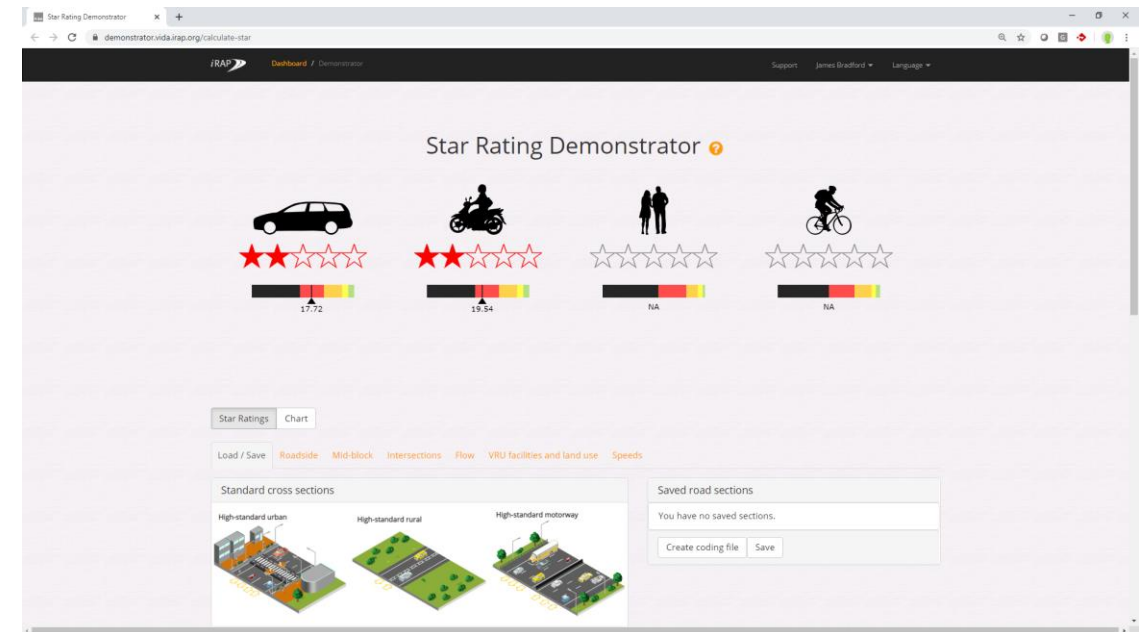 Star Rating Demonstrator
demonstrator.vida.irap.org/calculate-star
iRAP Dashboard / Demonstrator Support James Bradford Language
Star Rating Demonstrator ?
17.72 19.54 NA NA
Star Ratings Chart
Load / Save Roadside Mid-block Intersections Flow VRU facilities and land use Speeds
Standard cross sections Saved road sections
High-standard urban High-standard rural High-standard motorway You have no saved sections.
Create coding file Save